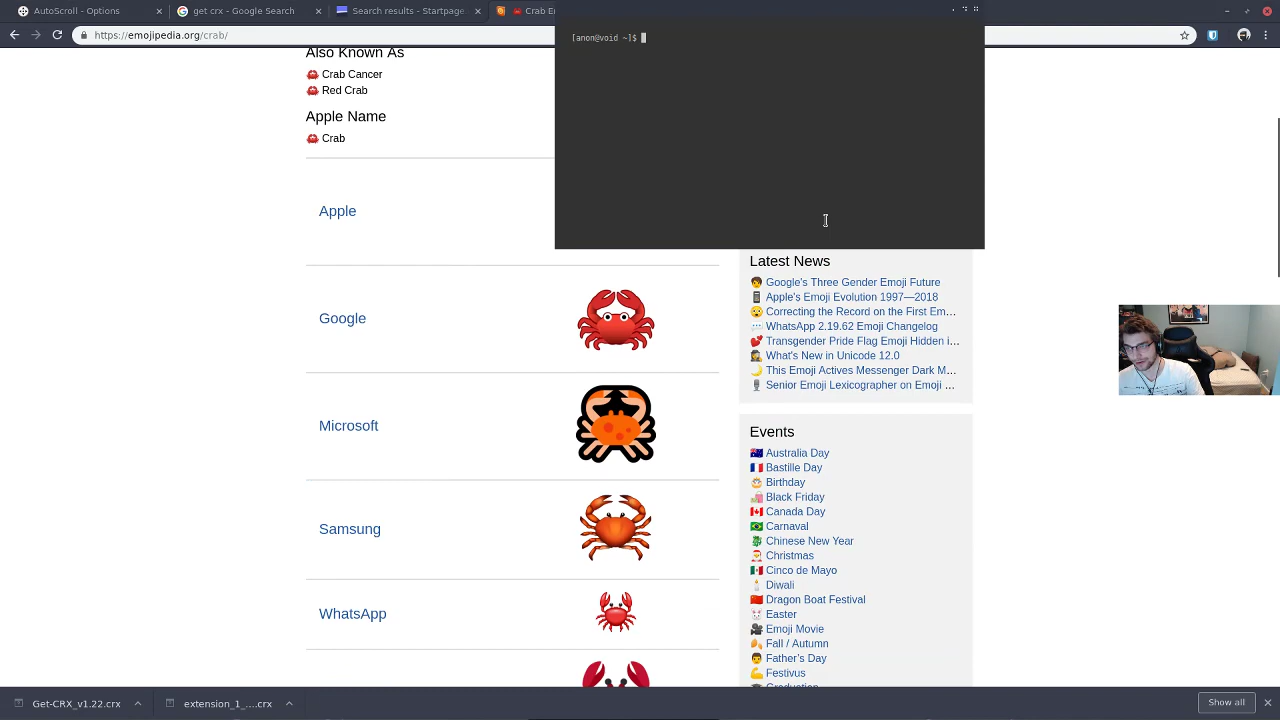 AutoScroll - Options
get crx - Google Search
Search results - Startpage
Crab E
https://emojipedia.org/crab/
[anon@void ~]$
Also Known As
🦀 Crab Cancer
🦀 Red Crab
Apple Name
🦀 Crab
Apple
Google
Microsoft
Samsung
WhatsApp
Latest News
Google's Three Gender Emoji Future
Apple's Emoji Evolution 1997—2018
Correcting the Record on the First Em…
WhatsApp 2.19.62 Emoji Changelog
Transgender Pride Flag Emoji Hidden i…
What's New in Unicode 12.0
This Emoji Actives Messenger Dark M…
Senior Emoji Lexicographer on Emoji …
Events
Australia Day
Bastille Day
Birthday
Black Friday
Canada Day
Carnaval
Chinese New Year
Christmas
Cinco de Mayo
Diwali
Dragon Boat Festival
Easter
Emoji Movie
Fall / Autumn
Father's Day
Festivus
Graduation
Get-CRX_v1.22.crx
extension_1_....crx
Show all